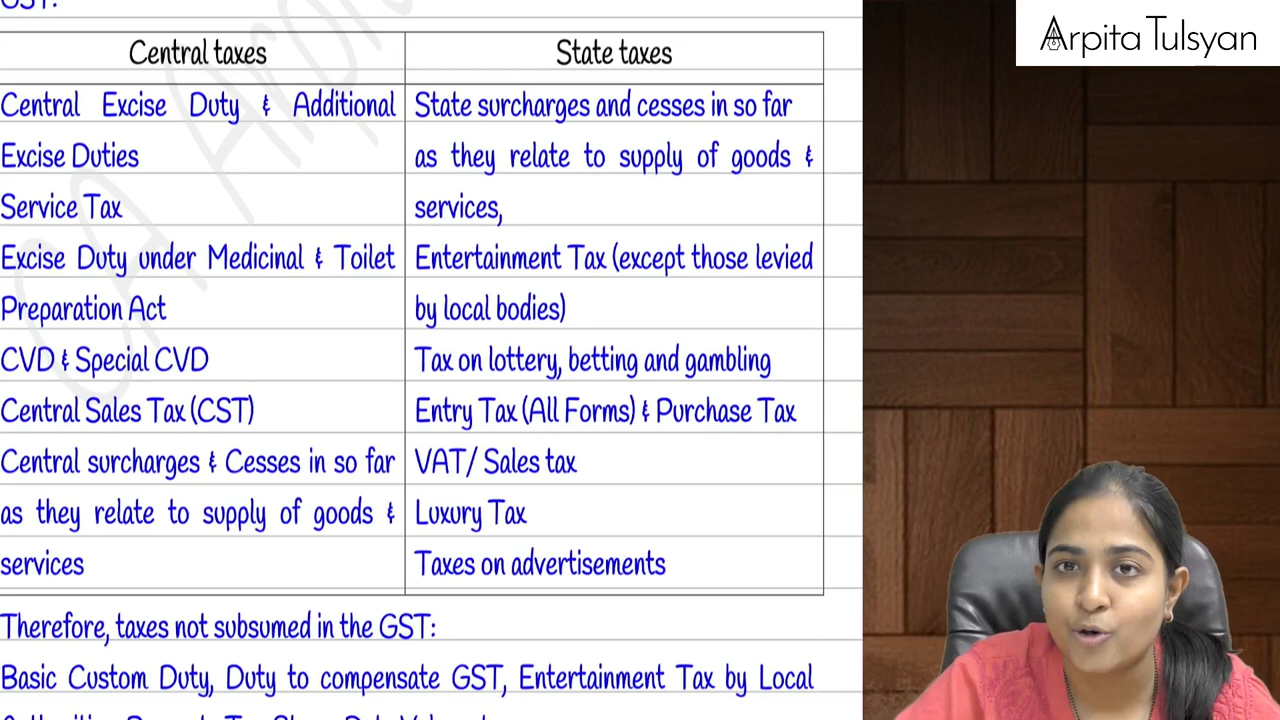 GST:
Arpita Tulsyan
Central taxes
State taxes
Central Excise Duty & Additional
Excise Duties
Service Tax
Excise Duty under Medicinal & Toilet
Preparation Act
CVD & Special CVD
Central Sales Tax (CST)
Central surcharges & Cesses in so far
as they relate to supply of goods &
services
State surcharges and cesses in so far
as they relate to supply of goods &
services,
Entertainment Tax (except those levied
by local bodies)
Tax on lottery, betting and gambling
Entry Tax (All Forms) & Purchase Tax
VAT/ Sales tax
Luxury Tax
Taxes on advertisements
Therefore, taxes not subsumed in the GST:
Basic Custom Duty, Duty to compensate GST, Entertainment Tax by Local